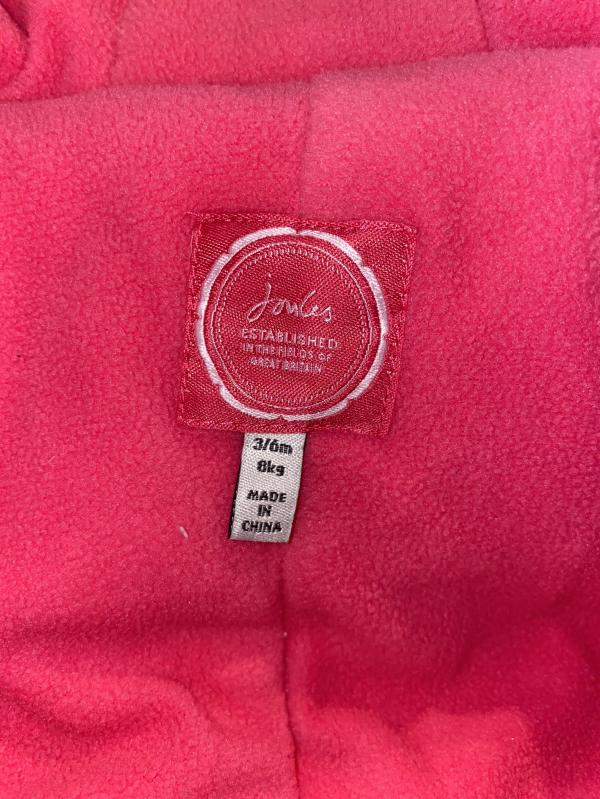 Joules
ESTABLISHED
IN THE FIELDS OF
GREAT BRITAIN
3/6m
8kg
MADE
IN
CHINA